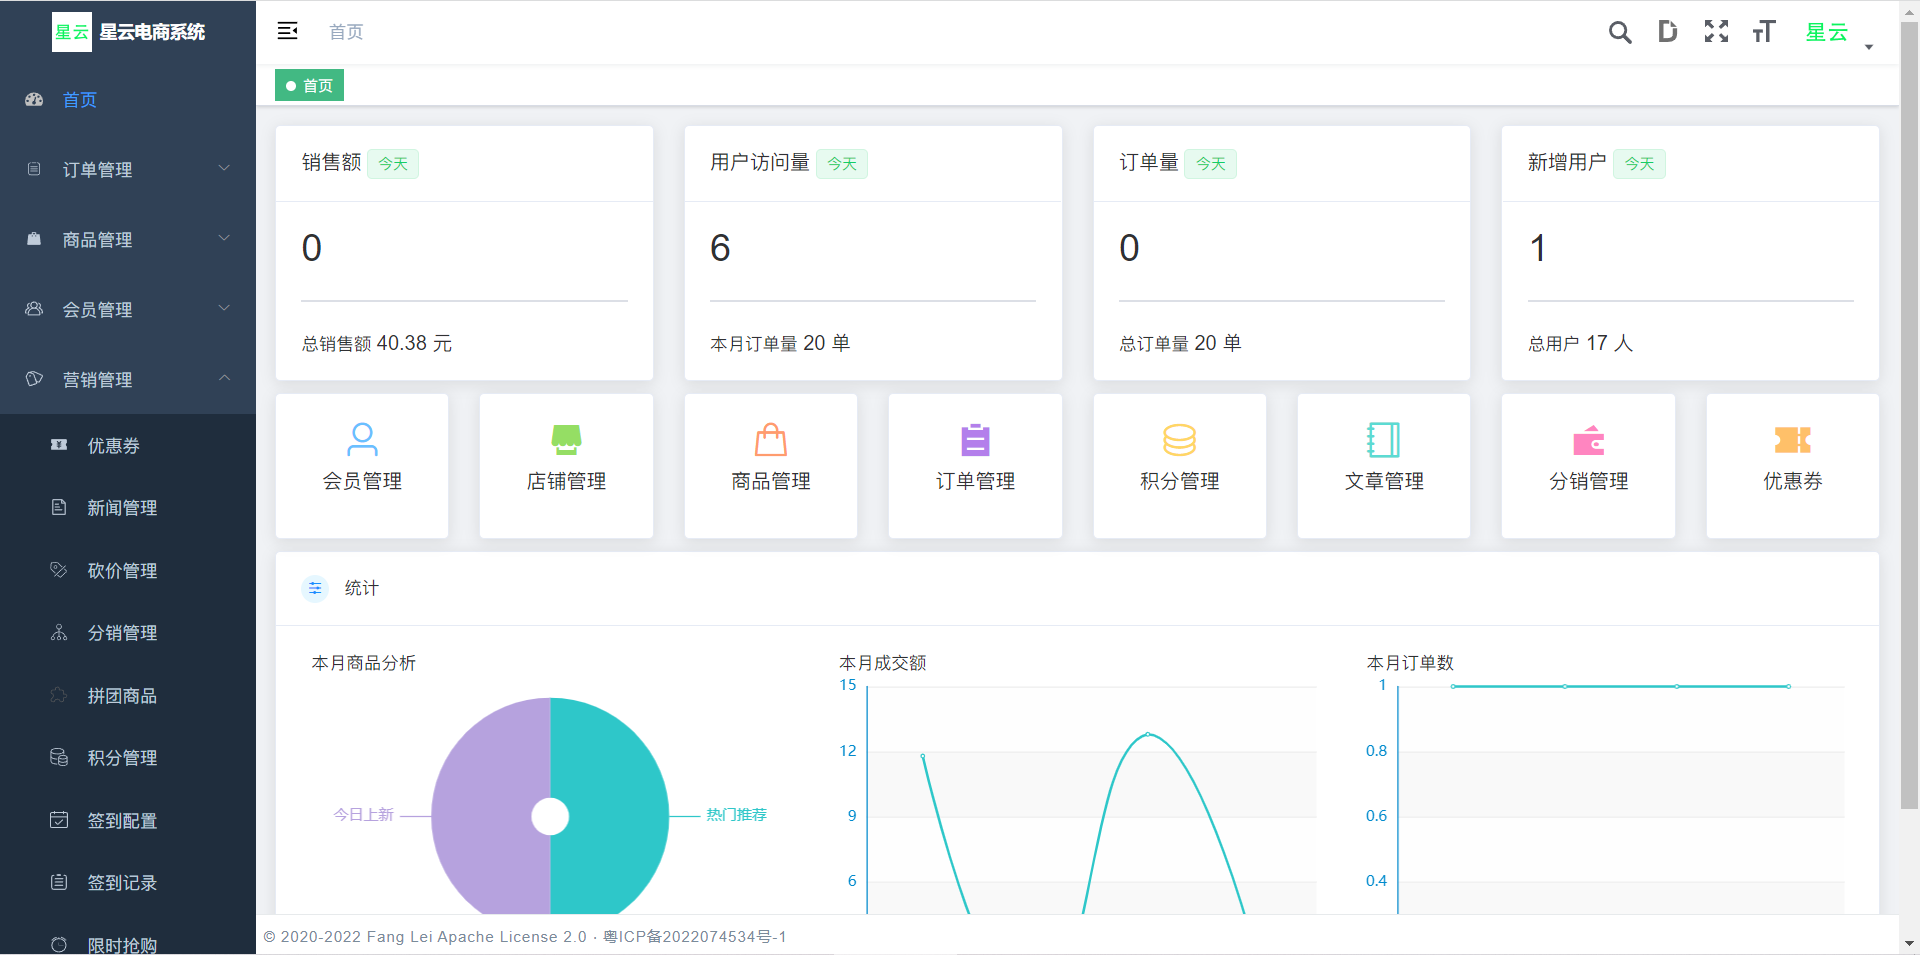 星云 星云电商系统
首页
订单管理
商品管理
会员管理
营销管理
优惠券
新闻管理
砍价管理
分销管理
拼团商品
积分管理
签到配置
签到记录
限时抢购
首页
星云
首页
销售额 今天
0
总销售额 40.38 元
用户访问量 今天
6
本月订单量 20 单
订单量 今天
0
总订单量 20 单
新增用户 今天
1
总用户 17 人
会员管理
店铺管理
商品管理
订单管理
积分管理
文章管理
分销管理
优惠券
统计
本月商品分析
今日上新
热门推荐
本月成交额
15
12
9
6
本月订单数
1
0.8
0.6
0.4
© 2020-2022 Fang Lei Apache License 2.0 · 粤ICP备2022074534号-1